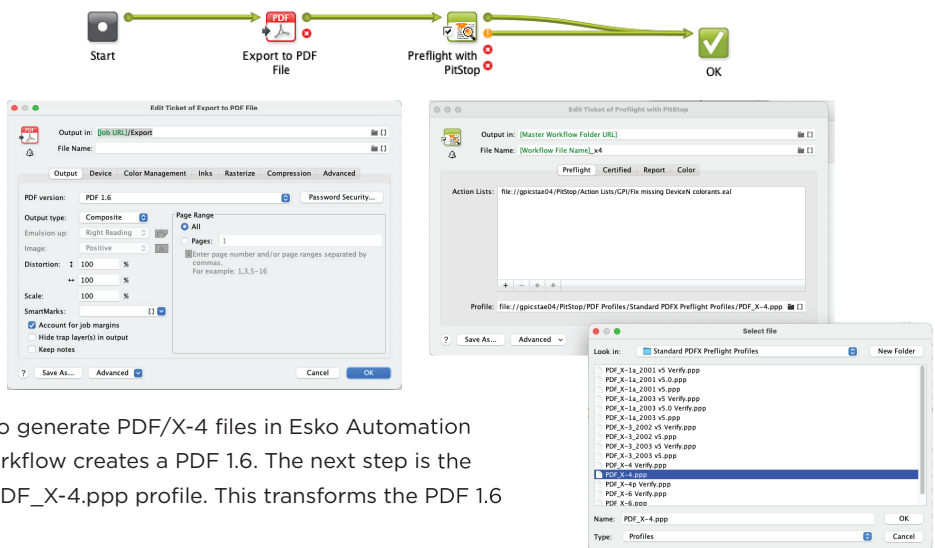 PDF
Start
Export to PDF
File
Preflight with
PitStop
OK
Edit Ticket of Export to PDF File
PDF
Output in: [Job URL]/Export
File Name:
Output Device Color Management Inks Rasterize Compression Advanced
PDF version: PDF 1.6 Password Security...
Output type: Composite
Emulsion up: Right Reading
Image: Positive
Distortion: 100 %
100 %
Scale: 100 %
SmartMarks:
Account for job margins
Hide trap layer(s) in output
Keep notes
Page Range
All
Pages: 1
Enter page number and/or page ranges separated by
commas.
For example: 1,3,5-16
? Save As... Advanced Cancel OK
Edit Ticket of Preflight with PitStop
Output in: [Master Workflow Folder URL]
File Name: [Workflow File Name]_x4
Preflight Certified Report Color
Action Lists: file://gpicstae04/PitStop/Action Lists/GPI/Fix missing DeviceN colorants.eal
Profile: file://gpicstae04/PitStop/PDF Profiles/Standard PDFX Preflight Profiles/PDF_X-4.ppp
? Save As... Advanced
Select file
Look in: Standard PDFX Preflight Profiles New Folder
PDF_X-1a_2001 v5 Verify.ppp
PDF_X-1a_2001 v5.0.ppp
PDF_X-1a_2001 v5.ppp
PDF_X-1a_2003 v5 Verify.ppp
PDF_X-1a_2003 v5.0 Verify.ppp
PDF_X-1a_2003 v5.ppp
PDF_X-3_2002 v5 Verify.ppp
PDF_X-3_2002 v5.ppp
PDF_X-3_2003 v5 Verify.ppp
PDF_X-3_2003 v5.ppp
PDF_X-4 Verify.ppp
PDF_X-4.ppp
PDF_X-4p Verify.ppp
PDF_X-6 Verify.ppp
PDF_X-6.ppp
Name: PDF_X-4.ppp OK
Type: Profiles Cancel
o generate PDF/X-4 files in Esko Automation
rkflow creates a PDF 1.6. The next step is the
DF_X-4.ppp profile. This transforms the PDF 1.6